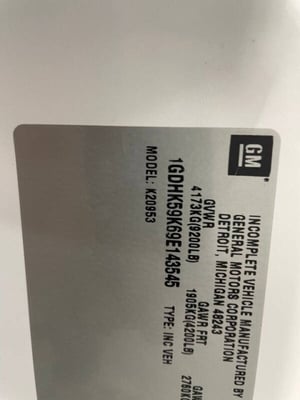 GM
INCOMPLETE VEHICLE MANUFACTURED BY
GENERAL MOTORS CORPORATION
DETROIT, MICHIGAN 48243
GVWR GAWR FRT
4173KG(9200LB) 1905KG(4200LB)
1GDHK59K69E143545 TYPE: INC VEH
MODEL: K20953